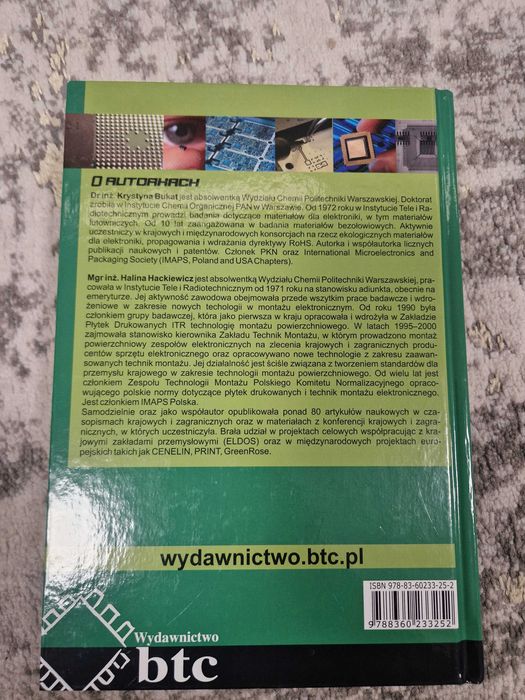 O AUTORKACH
Dr inż. Krystyna Bukat jest absolwentką Wydziału Chemii Politechniki Warszawskiej. Doktorat
zrobiła w Instytucie Chemii Organicznej PAN w Warszawie. Od 1972 roku w Instytucie Tele i Ra-
diotechnicznym prowadzi badania dotyczące materiałów dla elektroniki, w tym materiałów
lutowniczych. Od 10 lat zaangażowana w badania materiałów bezołowiowych. Aktywnie
uczestniczy w krajowych i międzynarodowych konsorcjach na rzecz ekologicznych materiałów
dla elektroniki, propagowania i wdrażania dyrektywy RoHS. Autorka i współautorka licznych
publikacji naukowych i patentów. Członek PKN oraz International Microelectronics and
Packaging Society (IMAPS, Poland and USA Chapters).
Mgr inż. Halina Hackiewicz jest absolwentką Wydziału Chemii Politechniki Warszawskiej, pra-
cowała w Instytucie Tele i Radiotechnicznym od 1971 roku na stanowisku adiunkta, obecnie na
emeryturze. Jej aktywność zawodowa obejmowała przede wszystkim prace badawcze i wdro-
żeniowe w zakresie nowych techologii w montażu elektronicznym. Od roku 1990 była
członkiem grupy badawczej, która jako pierwsza w kraju opracowała i wdrożyła w Zakładzie
Płytek Drukowanych ITR technologię montażu powierzchniowego. W latach 1995–2000
zajmowała stanowisko kierownika Zakładu Technik Montażu, w którym prowadzono montaż
powierzchniowy zespołów elektronicznych na zlecenia krajowych i zagranicznych produ-
centów sprzętu elektronicznego oraz opracowywano nowe technologie z zakresu zaawan-
sowanych technik montażu. Jej działalność jest ściśle związana z tworzeniem standardów dla
przemysłu krajowego w zakresie technologii montażu powierzchniowego. Od wielu lat jest
członkiem Zespołu Technologii Montażu Polskiego Komitetu Normalizacyjnego opraco-
wującego polskie normy dotyczące płytek drukowanych i technik montażu elektronicznego.
Jest członkiem IMAPS Polska.
Samodzielnie oraz jako współautor opublikowała ponad 80 artykułów naukowych w cza-
sopismach krajowych i zagranicznych oraz w materiałach z konferencji krajowych i zagra-
nicznych, w których uczestniczyła. Brała udział w projektach celowych współpracując z kra-
jowymi zakładami przemysłowymi (ELDOS) oraz w międzynarodowych projektach euro-
pejskich takich jak CENELIN, PRINT, GreenRose.
wydawnictwo.btc.pl
ISBN 978-83-60233-25-2
9 788360 233252
Wydawnictwo
btc